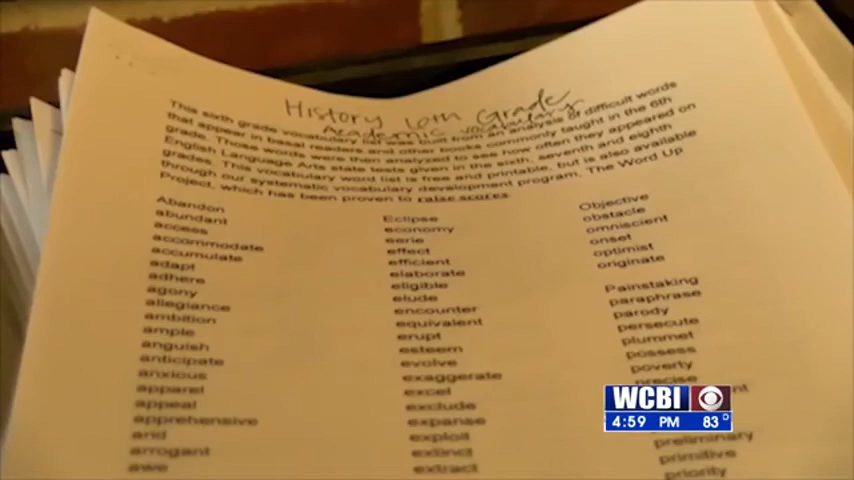 History 10th Grade
Academic Vocabulary
This sixth grade vocabulary list was built from an analysis of difficult words
that appear in basal readers and other books commonly taught in the 6th
grade. Those words were then analyzed to see how often they appeared on
English Language Arts state tests given in the sixth, seventh and eighth
grades. This vocabulary word list is free and printable, but is also available
through our systematic vocabulary development program, The Word Up
Project, which has been proven to raise scores.
Abandon
abundant
access
accommodate
accumulate
adapt
adhere
agony
allegiance
ambition
ample
anguish
anticipate
anxious
apparel
appeal
apprehensive
arid
arrogant
awe
Eclipse
economy
eerie
effect
efficient
elaborate
eligible
elude
encounter
equivalent
erupt
esteem
evolve
exaggerate
excel
exclude
expanse
exploit
extinct
extract
Objective
obstacle
omniscient
onset
optimist
originate
Painstaking
paraphrase
parody
persecute
plummet
possess
poverty
precise
preliminary
primitive
priority
WCBI
4:59 PM 83°